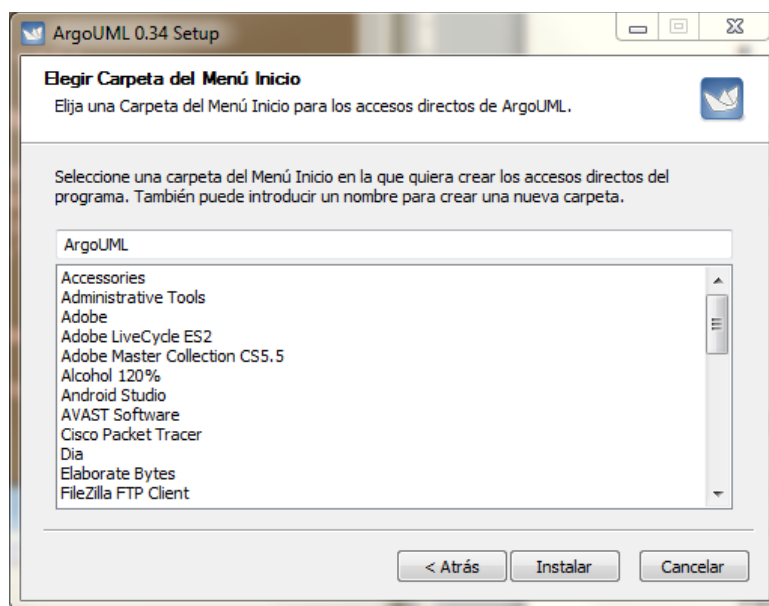 ArgoUML 0.34 Setup
Elegir Carpeta del Menú Inicio
Elija una Carpeta del Menú Inicio para los accesos directos de ArgoUML.
Seleccione una carpeta del Menú Inicio en la que quiera crear los accesos directos del
programa. También puede introducir un nombre para crear una nueva carpeta.
ArgoUML
Accessories
Administrative Tools
Adobe
Adobe LiveCycle ES2
Adobe Master Collection CS5.5
Alcohol 120%
Android Studio
AVAST Software
Cisco Packet Tracer
Dia
Elaborate Bytes
FileZilla FTP Client
< Atrás Instalar Cancelar